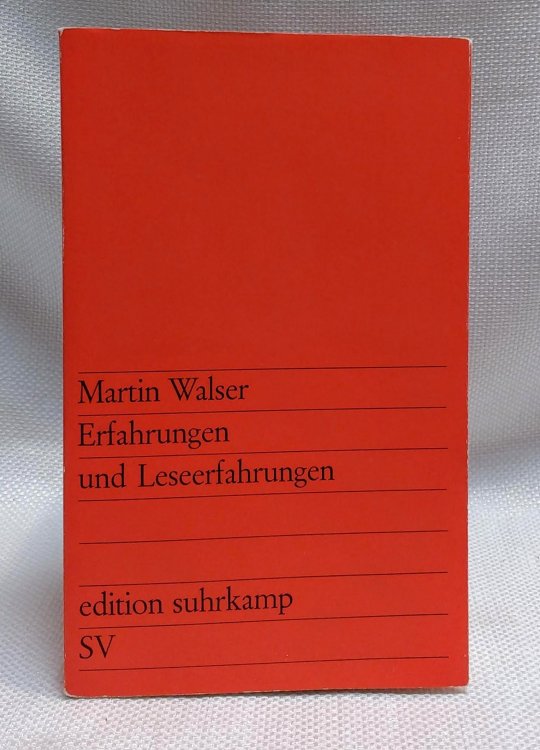 Martin Walser
Erfahrungen
und Leseerfahrungen
edition suhrkamp
SV